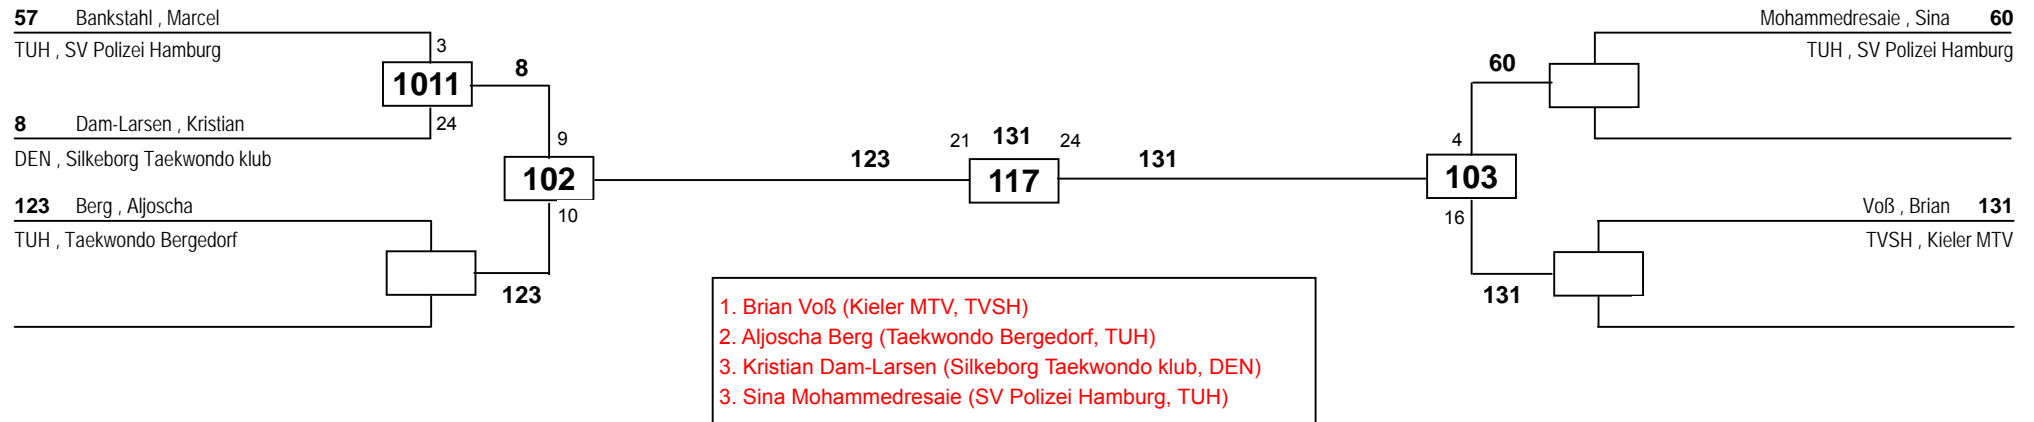 57 Bankstahl , Marcel
TUH , SV Polizei Hamburg
3
1011
8
24
8 Dam-Larsen , Kristian
DEN , Silkeborg Taekwondo klub
9
102
10
123 Berg , Aljoscha
TUH , Taekwondo Bergedorf
123
123
21 131 24
117
131
Mohammedresaie , Sina 60
TUH , SV Polizei Hamburg
60
4
103
16
Voß , Brian 131
TVSH , Kieler MTV
131
1. Brian Voß (Kieler MTV, TVSH)
2. Aljoscha Berg (Taekwondo Bergedorf, TUH)
3. Kristian Dam-Larsen (Silkeborg Taekwondo klub, DEN)
3. Sina Mohammedresaie (SV Polizei Hamburg, TUH)